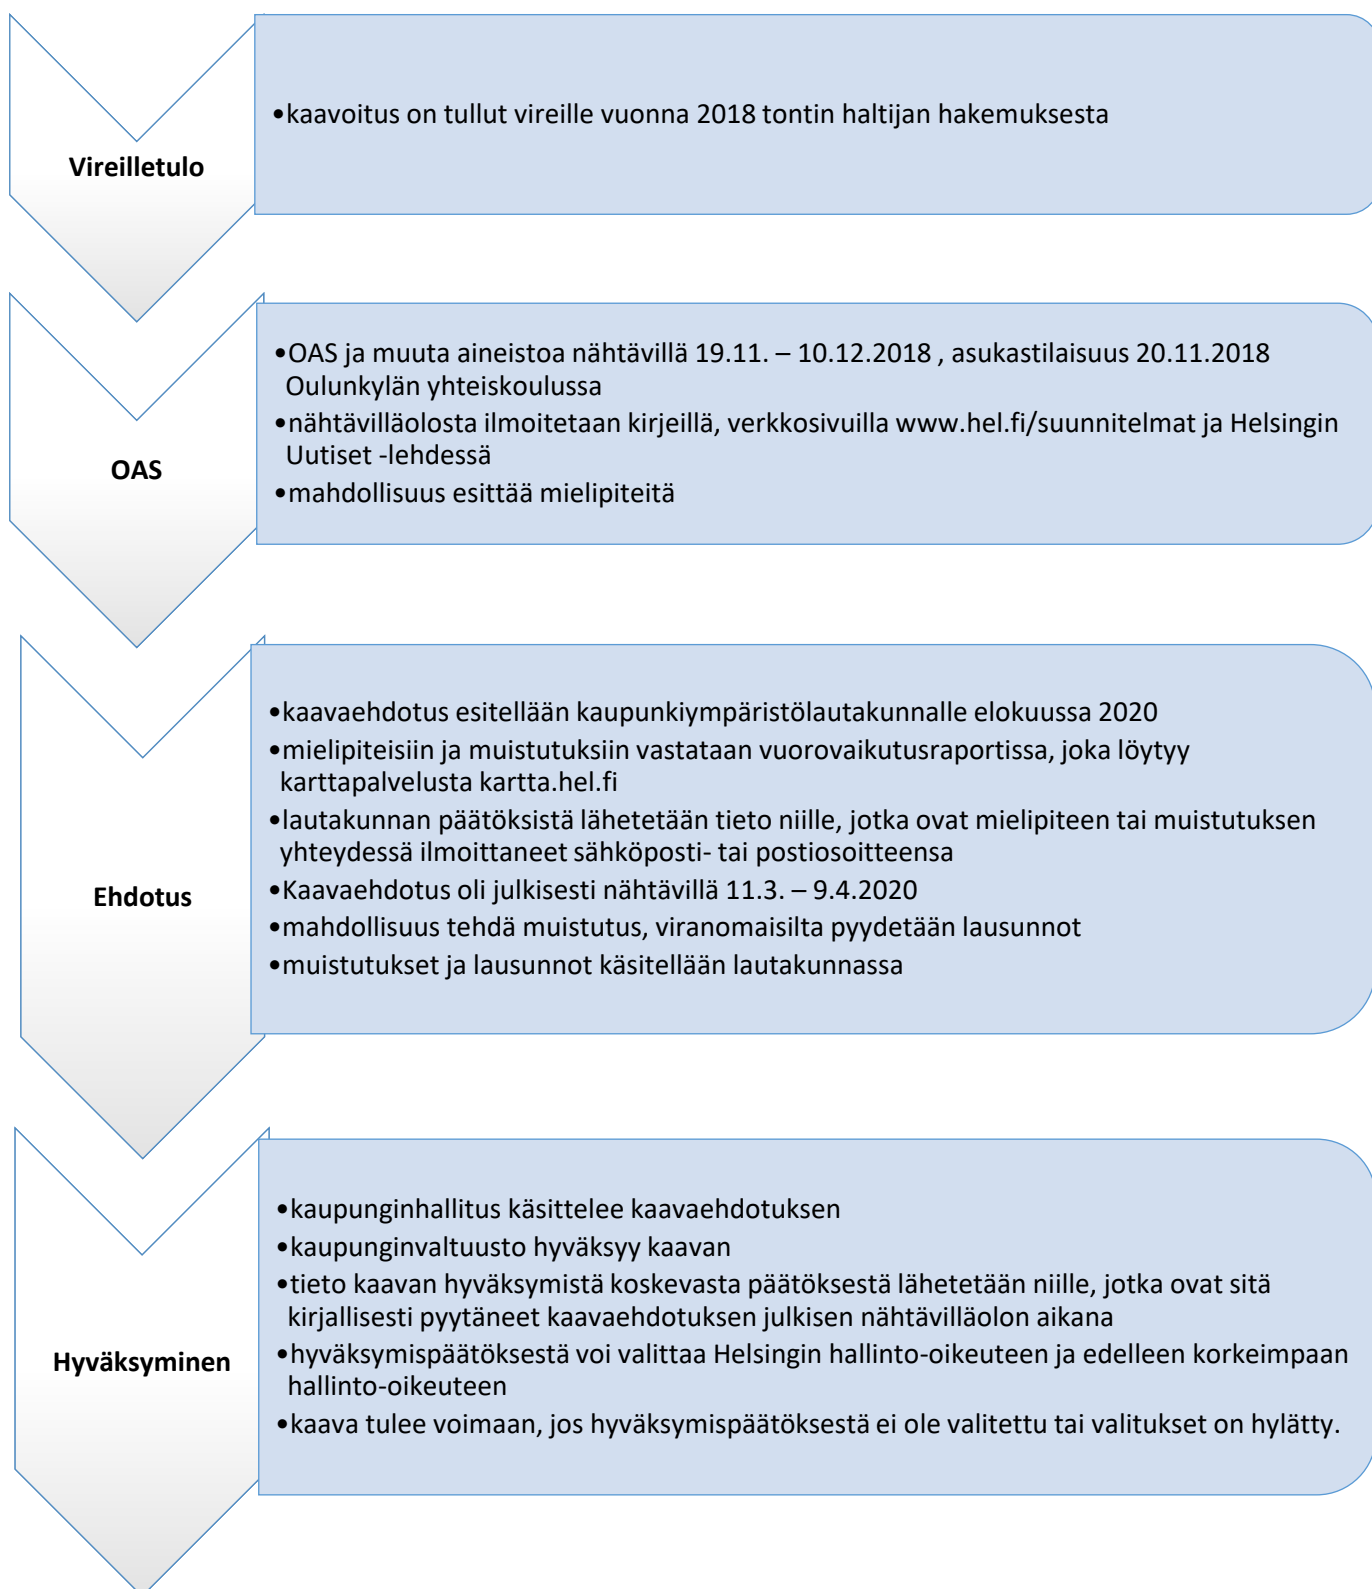 Vireilletulo
•kaavoitus on tullut vireille vuonna 2018 tontin haltijan hakemuksesta
OAS
•OAS ja muuta aineistoa nähtävillä 19.11. – 10.12.2018 , asukastilaisuus 20.11.2018
Oulunkylän yhteiskoulussa
•nähtävilläolosta ilmoitetaan kirjeillä, verkkosivuilla www.hel.fi/suunnitelmat ja Helsingin
Uutiset -lehdessä
•mahdollisuus esittää mielipiteitä
Ehdotus
•kaavaehdotus esitellään kaupunkiympäristölautakunnalle elokuussa 2020
•mielipiteisiin ja muistutuksiin vastataan vuorovaikutusraportissa, joka löytyy
karttapalvelusta kartta.hel.fi
•lautakunnan päätöksistä lähetetään tieto niille, jotka ovat mielipiteen tai muistutuksen
yhteydessä ilmoittaneet sähköposti- tai postiosoitteensa
•Kaavaehdotus oli julkisesti nähtävillä 11.3. – 9.4.2020
•mahdollisuus tehdä muistutus, viranomaisilta pyydetään lausunnot
•muistutukset ja lausunnot käsitellään lautakunnassa
Hyväksyminen
•kaupunginhallitus käsittelee kaavaehdotuksen
•kaupunginvaltuusto hyväksyy kaavan
•tieto kaavan hyväksymistä koskevasta päätöksestä lähetetään niille, jotka ovat sitä
kirjallisesti pyytäneet kaavaehdotuksen julkisen nähtävilläolon aikana
•hyväksymispäätöksestä voi valittaa Helsingin hallinto-oikeuteen ja edelleen korkeimpaan
hallinto-oikeuteen
•kaava tulee voimaan, jos hyväksymispäätöksestä ei ole valitettu tai valitukset on hylätty.